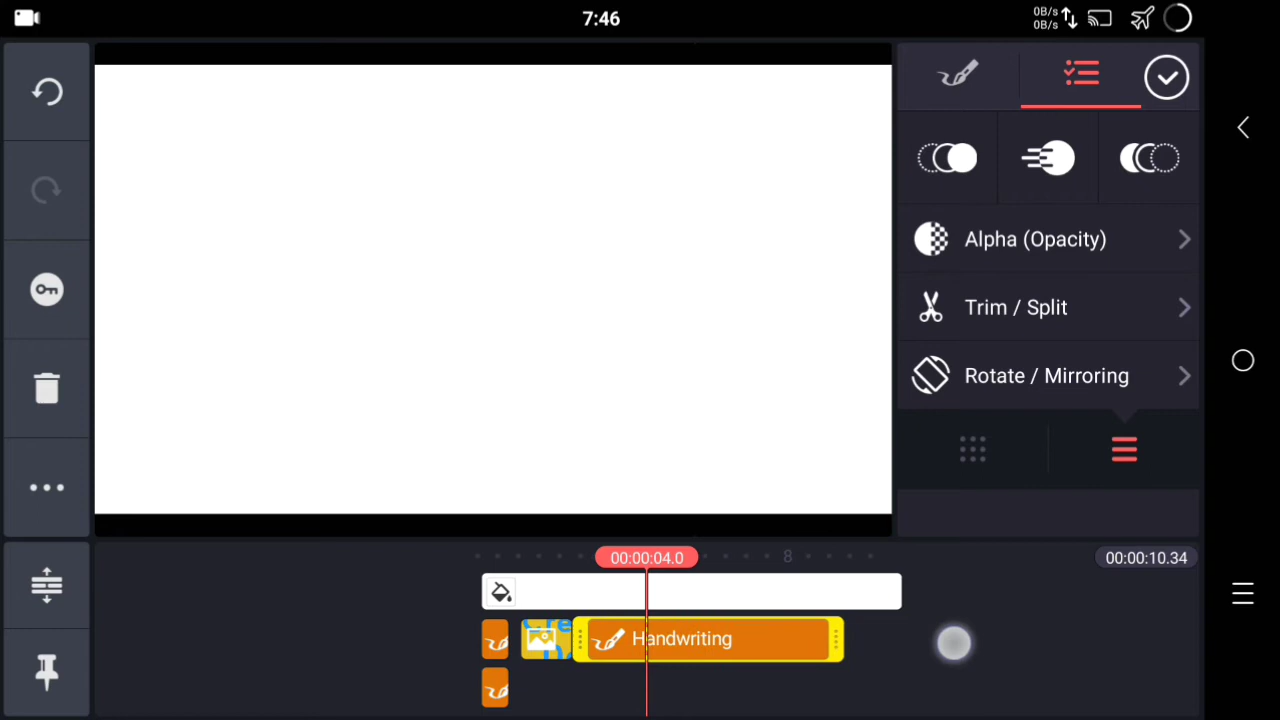 7:46
0B/s
0B/s
Alpha (Opacity)
Trim / Split
Rotate / Mirroring
00:00:04.0
8
00:00:10.34
Handwriting